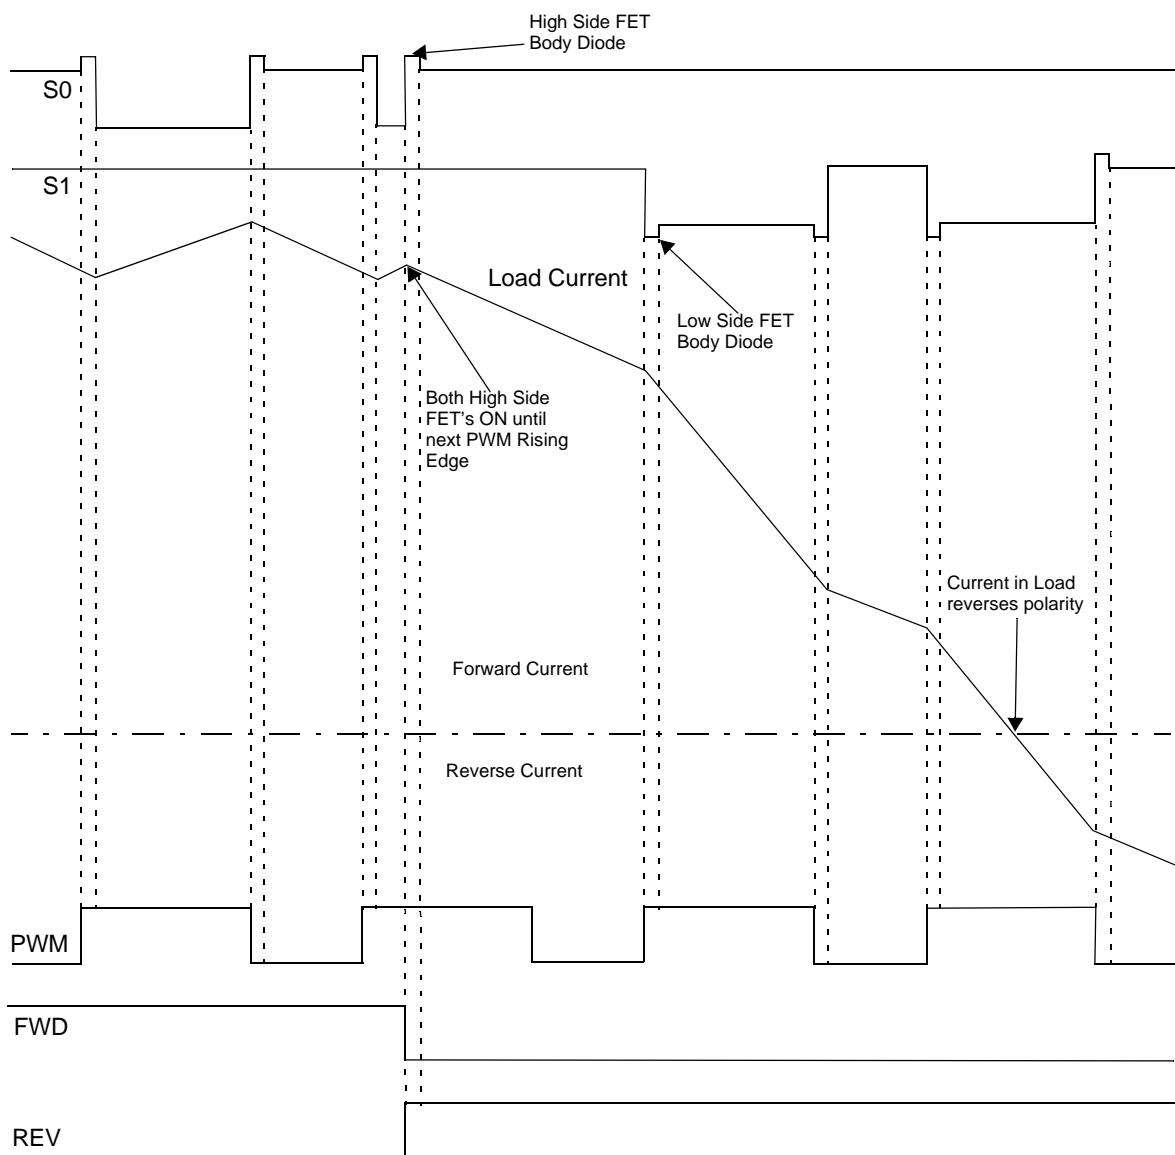 High Side FET
Body Diode
S0
S1
Load Current
Low Side FET
Body Diode
Both High Side
FET's ON until
next PWM Rising
Edge
Current in Load
reverses polarity
Forward Current
Reverse Current
PWM
FWD
REV